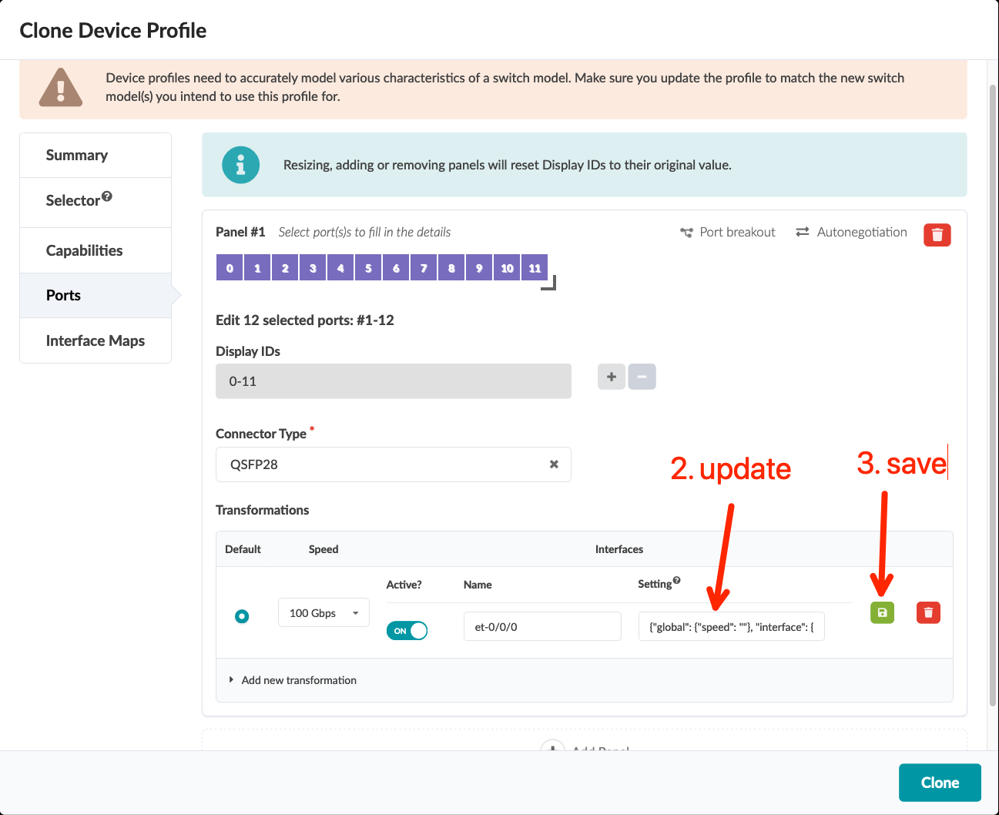 Clone Device Profile
Device profiles need to accurately model various characteristics of a switch model. Make sure you update the profile to match the new switch
model(s) you intend to use this profile for.
Summary
Selector
Capabilities
Ports
Interface Maps
Resizing, adding or removing panels will reset Display IDs to their original value.
Panel #1 Select port(s)s to fill in the details Port breakout Autonegotiation
0 1 2 3 4 5 6 7 8 9 10 11
Edit 12 selected ports: #1-12
Display IDs
0-11
Connector Type *
QSFP28
2. update
3. save
Transformations
Default Speed Interfaces
Active? Name Setting
100 Gbps
ON
et-0/0/0
{"global": {"speed": ""}, "interface": {
Add new transformation
Add Panel
Clone